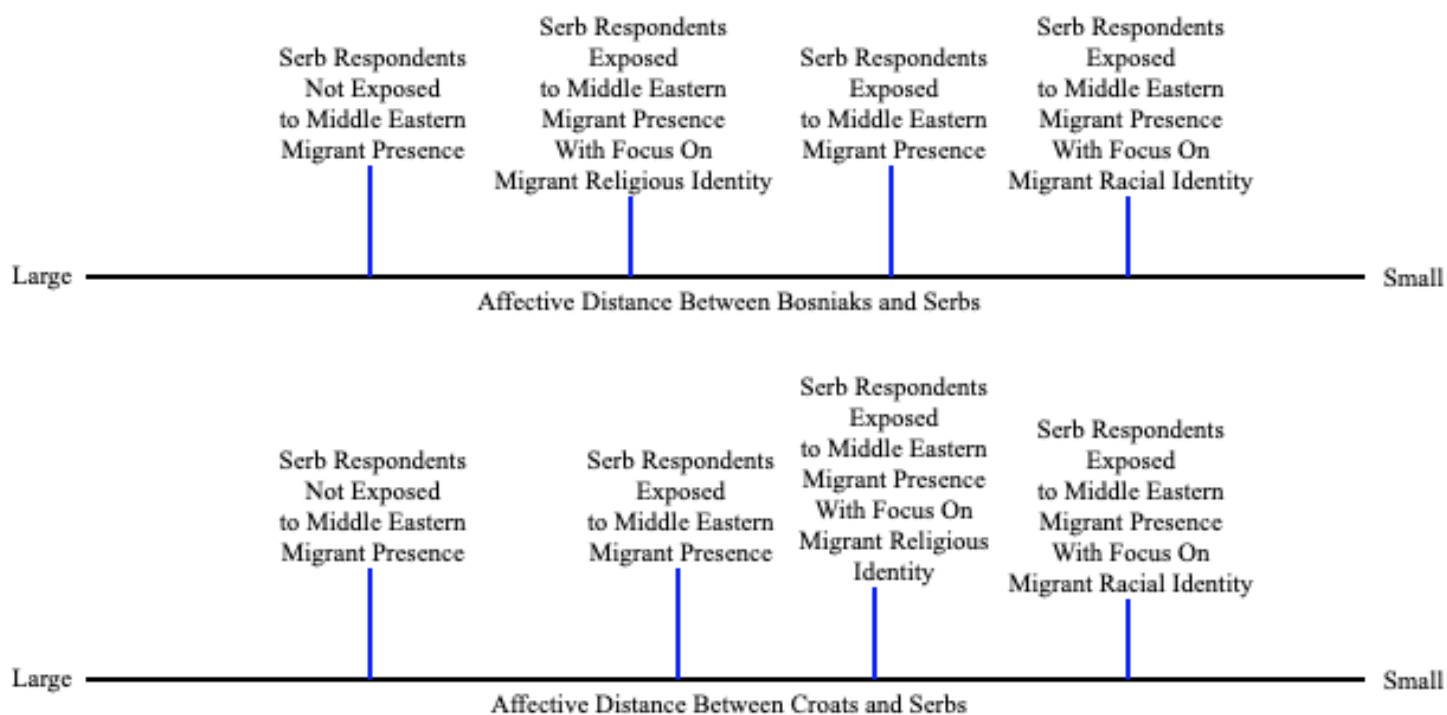 Serb Respondents
Not Exposed
to Middle Eastern
Migrant Presence
Serb Respondents
Exposed
to Middle Eastern
Migrant Presence
With Focus On
Migrant Religious Identity
Serb Respondents
Exposed
to Middle Eastern
Migrant Presence
Serb Respondents
Exposed
to Middle Eastern
Migrant Presence
With Focus On
Migrant Racial Identity
Large
Small
Affective Distance Between Bosniaks and Serbs
Serb Respondents
Not Exposed
to Middle Eastern
Migrant Presence
Serb Respondents
Exposed
to Middle Eastern
Migrant Presence
Serb Respondents
Exposed
to Middle Eastern
Migrant Presence
With Focus On
Migrant Religious
Identity
Serb Respondents
Exposed
to Middle Eastern
Migrant Presence
With Focus On
Migrant Racial Identity
Large
Small
Affective Distance Between Croats and Serbs